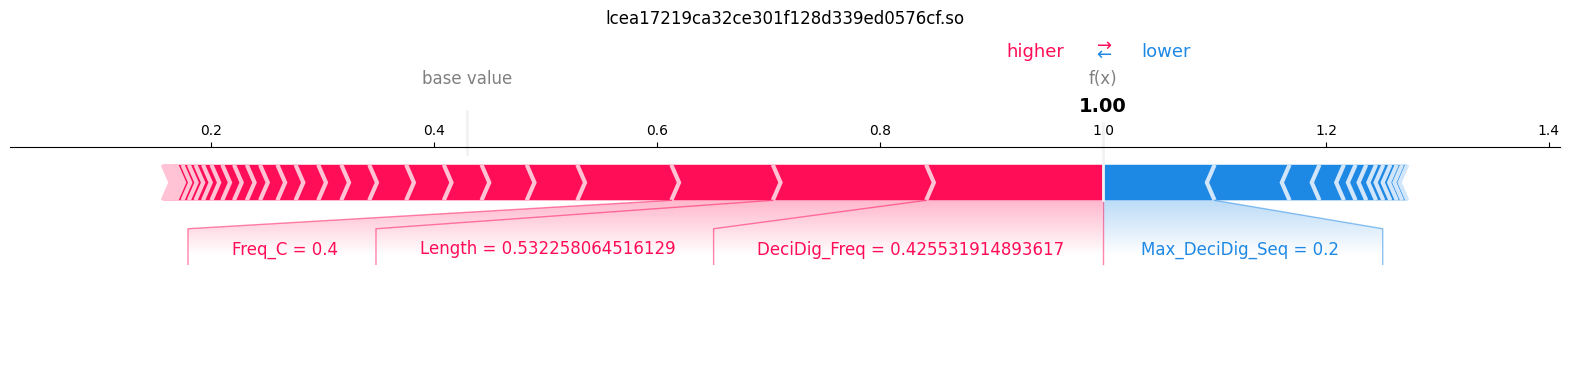 lcea17219ca32ce301f128d339ed0576cf.so
higher ⇄ lower
base value
f(x)
1.00
0.2 0.4 0.6 0.8 1.0 1.2 1.4
Freq_C = 0.4 Length = 0.532258064516129 DeciDig_Freq = 0.425531914893617 Max_DeciDig_Seq = 0.2